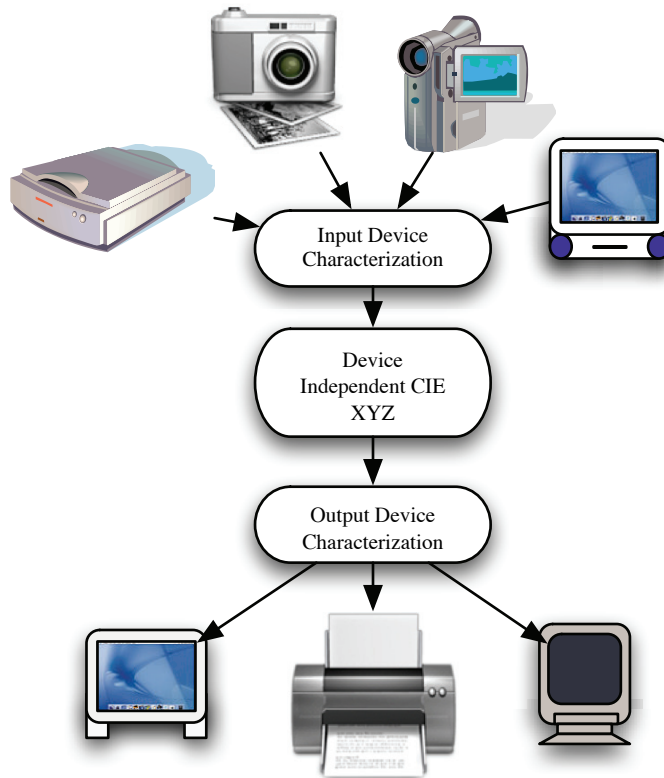 Input Device
Characterization
Device
Independent CIE
XYZ
Output Device
Characterization